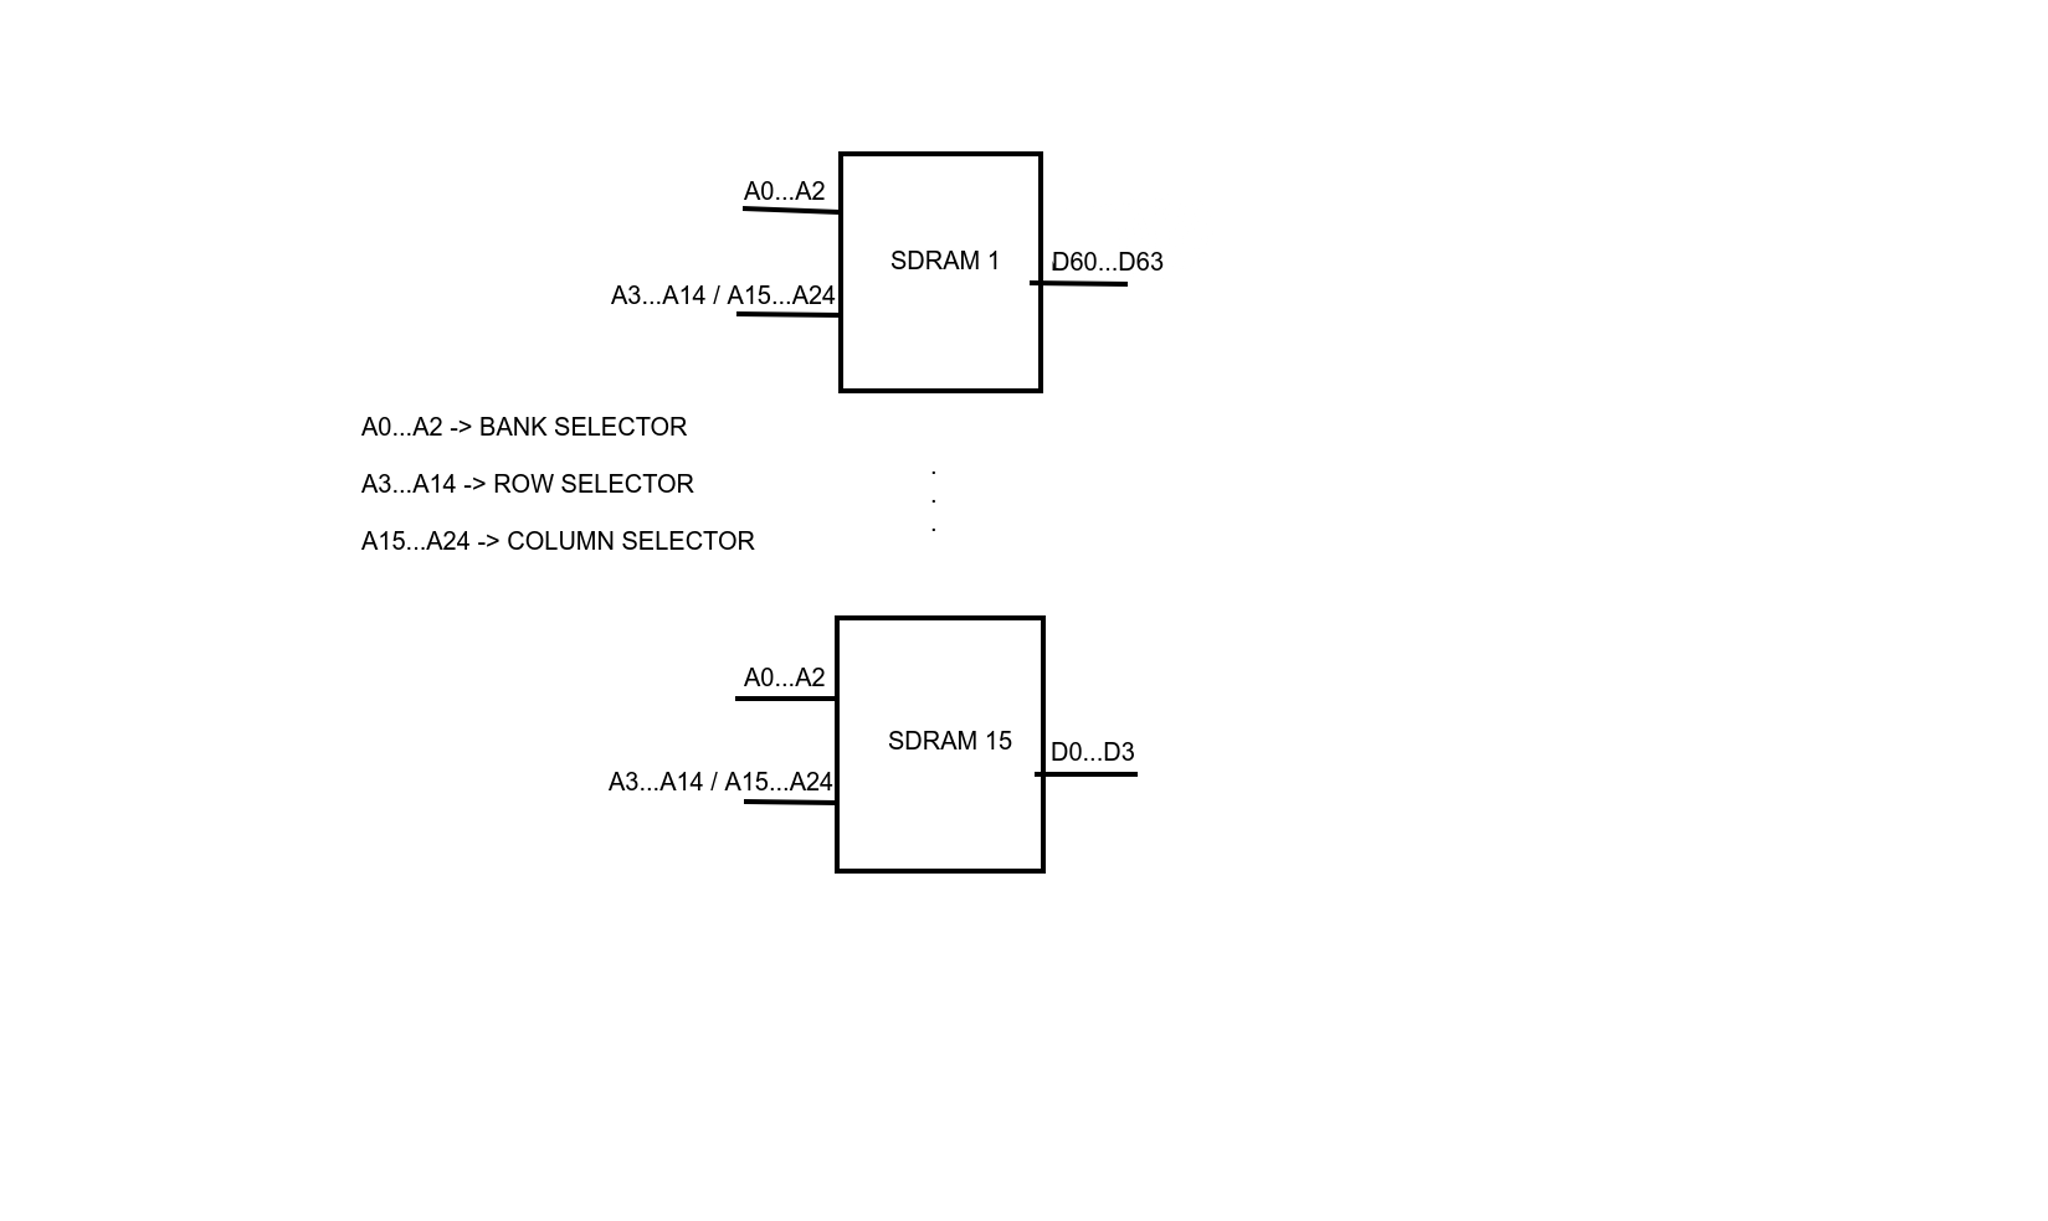 A0...A2
SDRAM 1
D60...D63
A3...A14 / A15...A24
A0...A2 -> BANK SELECTOR
A3...A14 -> ROW SELECTOR
A15...A24 -> COLUMN SELECTOR
.
.
.
A0...A2
SDRAM 15
D0...D3
A3...A14 / A15...A24